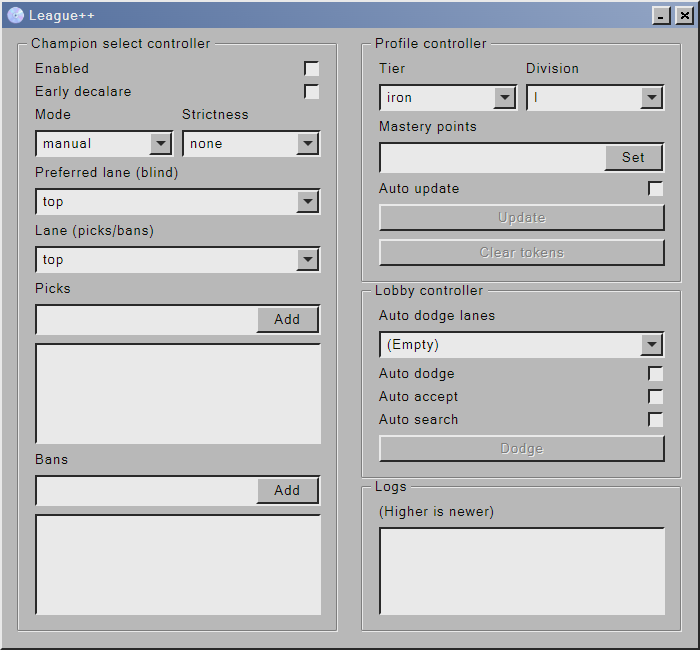 League++
Champion select controller
Enabled
Early decalare
Mode Strictness
manual none
Preferred lane (blind)
top
Lane (picks/bans)
top
Picks
Add
Bans
Add
Profile controller
Tier Division
iron I
Mastery points
Set
Auto update
Update
Clear tokens
Lobby controller
Auto dodge lanes
(Empty)
Auto dodge
Auto accept
Auto search
Dodge
Logs
(Higher is newer)